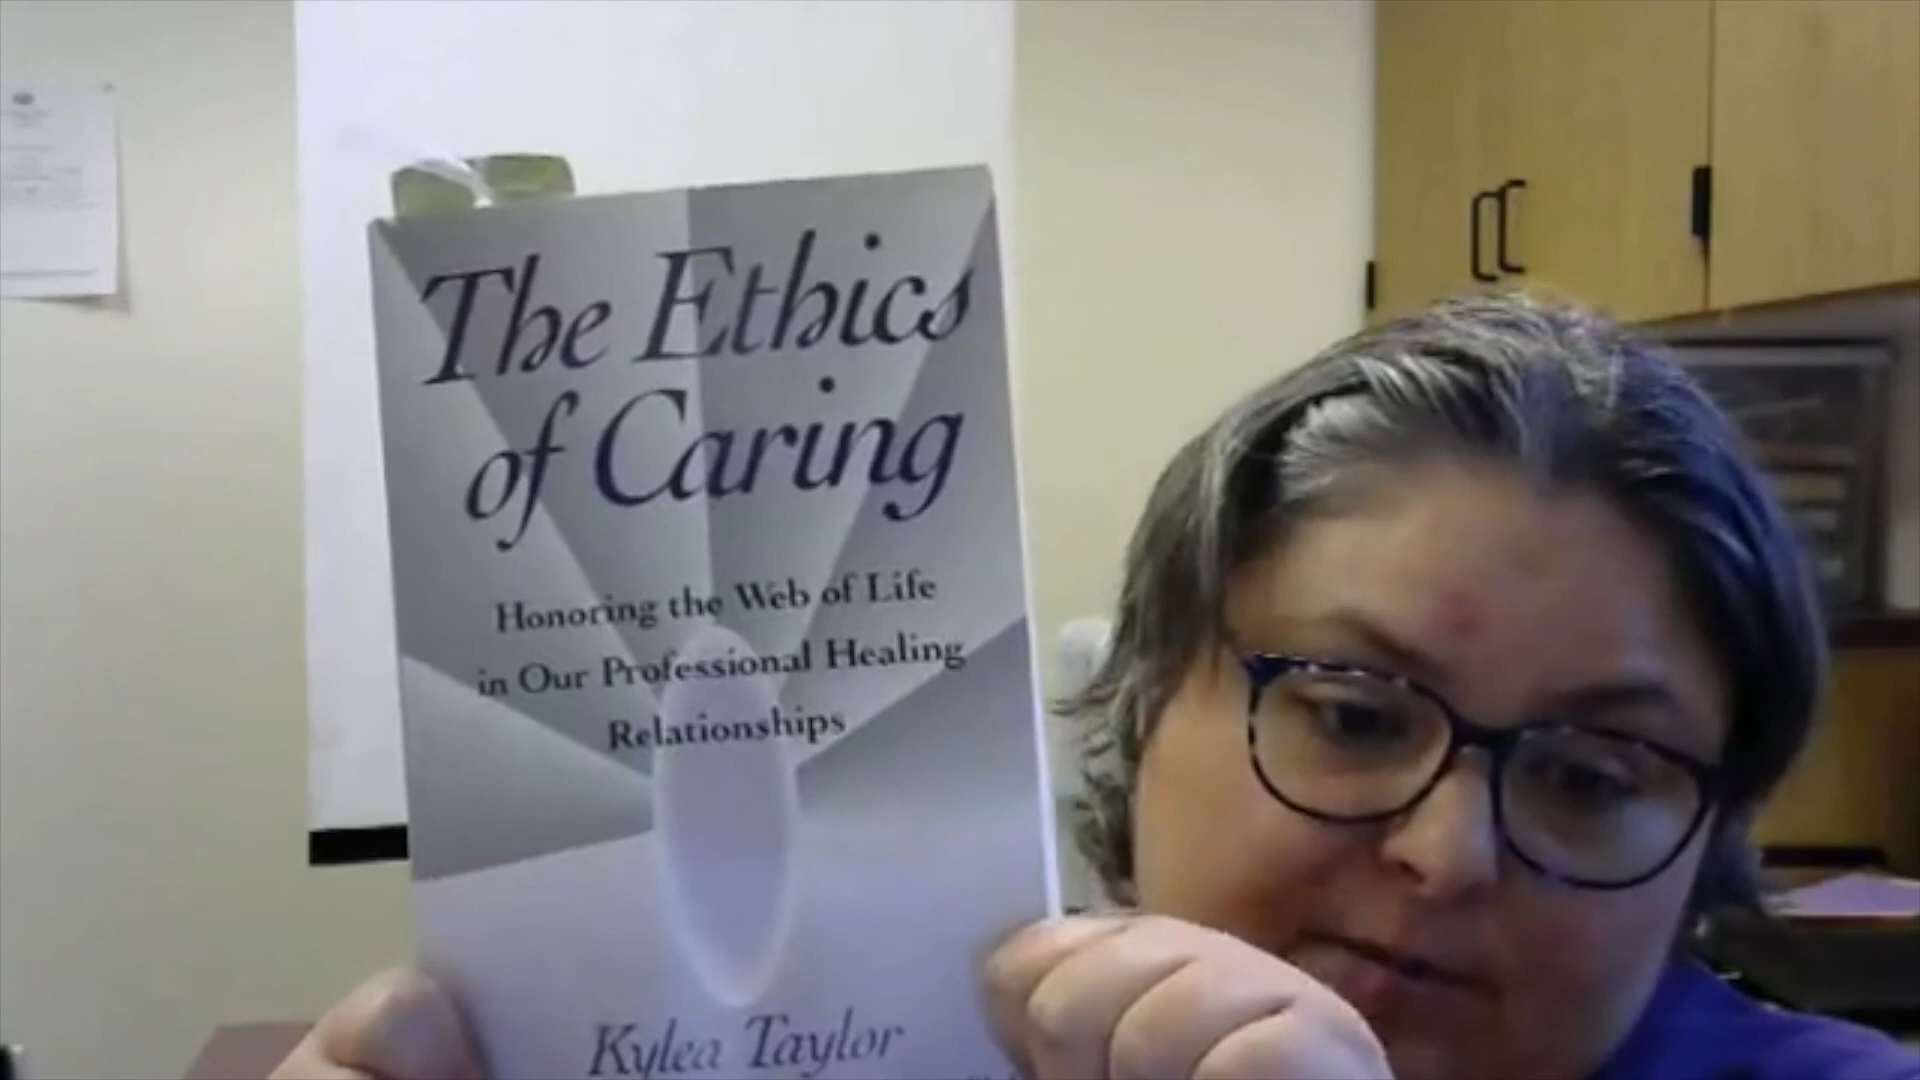 The Ethics
of Caring
Honoring the Web of Life
in Our Professional Healing
Relationships
Kylea Taylor